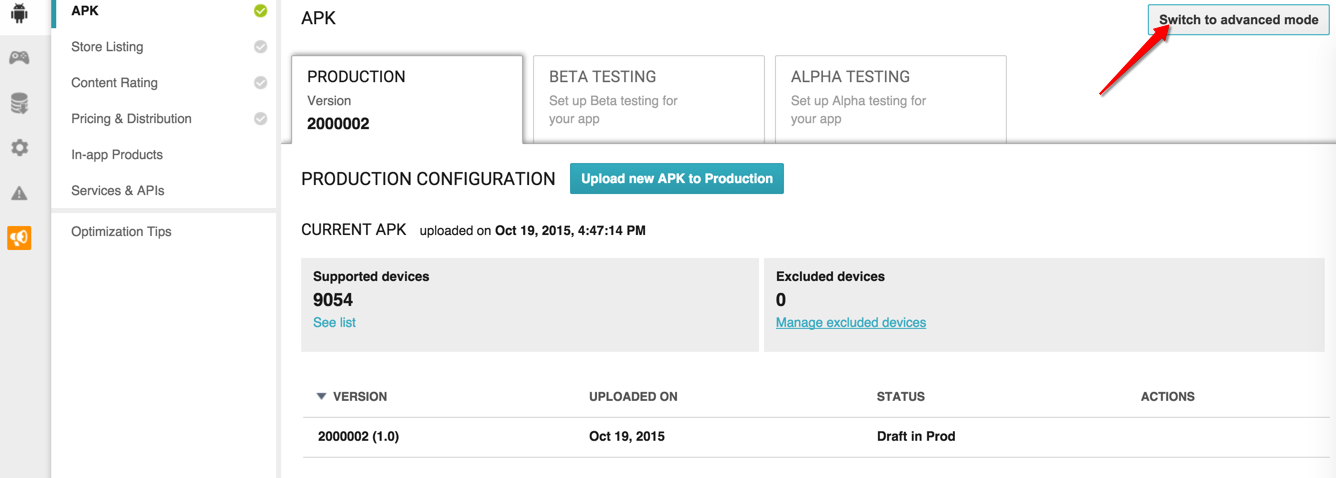 APK
Store Listing
Content Rating
Pricing & Distribution
In-app Products
Services & APIs
Optimization Tips
APK
Switch to advanced mode
PRODUCTION
Version
2000002
BETA TESTING
Set up Beta testing for
your app
ALPHA TESTING
Set up Alpha testing for
your app
PRODUCTION CONFIGURATION
Upload new APK to Production
CURRENT APK uploaded on Oct 19, 2015, 4:47:14 PM
Supported devices
9054
See list
Excluded devices
0
Manage excluded devices
VERSION UPLOADED ON STATUS ACTIONS
2000002 (1.0) Oct 19, 2015 Draft in Prod